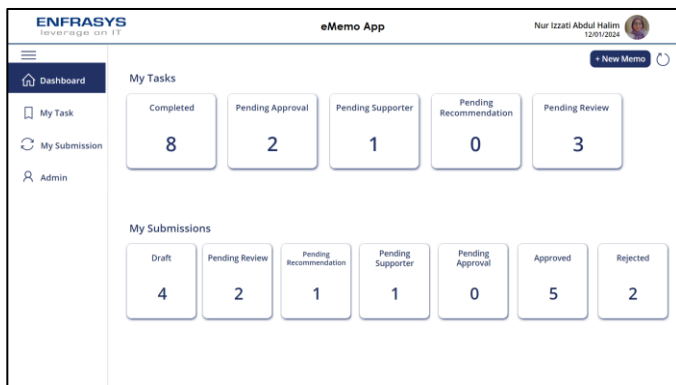 ENFRASYS
leverage on IT
eMemo App
Nur Izzati Abdul Halim
12/01/2024
+ New Memo
Dashboard
My Task
My Submission
Admin
My Tasks
Completed
8
Pending Approval
2
Pending Supporter
1
Pending
Recommendation
0
Pending Review
3
My Submissions
Draft
4
Pending Review
2
Pending
Recommendation
1
Pending
Supporter
1
Pending
Approval
0
Approved
5
Rejected
2